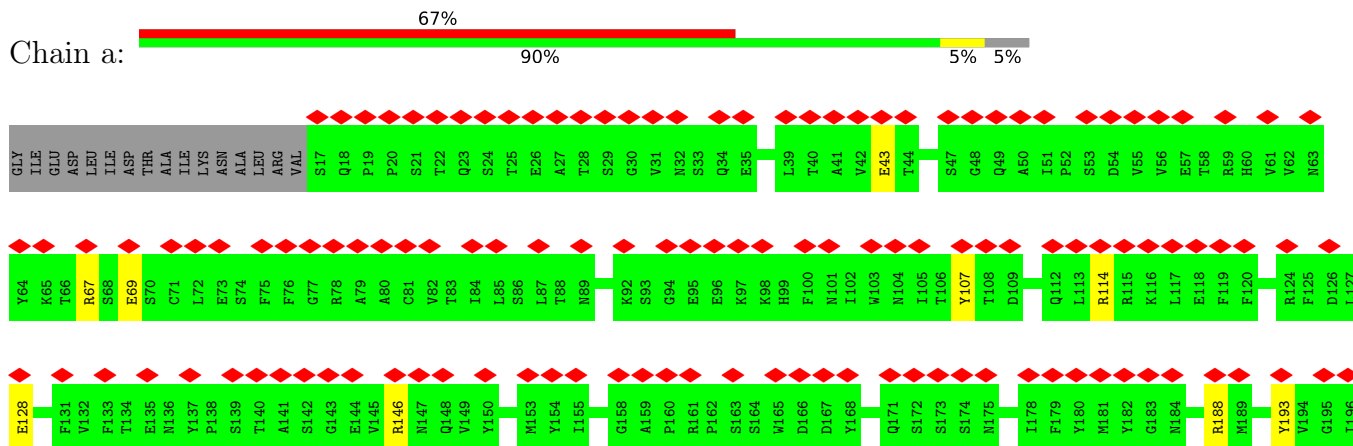 67%
Chain a:
90% 5% 5%
GLY ILE GLU ASP LEU ILE ASP THR ALA ILE LYS ASN ALA LEU ARG VAL S17 Q18 P19 P20 S21 T22 Q23 S24 T25 E26 A27 T28 S29 G30 V31 N32 S33 Q34 E35 L39 T40 A41 V42 E43 T44 S47 G48 Q49 A50 I51 P52 S53 D54 V55 V56 E57 T58 R59 H60 V61 V62 N63
Y64 K65 T66 R67 S68 E69 S70 C71 L72 E73 S74 F75 F76 G77 R78 A79 A80 C81 V82 T83 I84 L85 S86 L87 T88 N89 K92 S93 G94 E95 E96 K97 K98 H99 F100 N101 I102 W103 N104 I105 T106 Y107 T108 D109 Q112 L113 R114 R115 K116 L117 E118 F119 F120 R124 F125 D126 L127
E128 F131 V132 F133 T134 E135 N136 Y137 P138 S139 T140 A141 S142 G143 E144 V145 R146 N147 Q148 V149 Y150 M153 Y154 I155 G158 A159 P160 R161 P162 S163 S164 W165 D166 D167 Y168 Q171 S172 S173 S174 N175 I178 F179 Y180 M181 Y182 G183 N184 R188 M189 Y193 V194 G195 I196